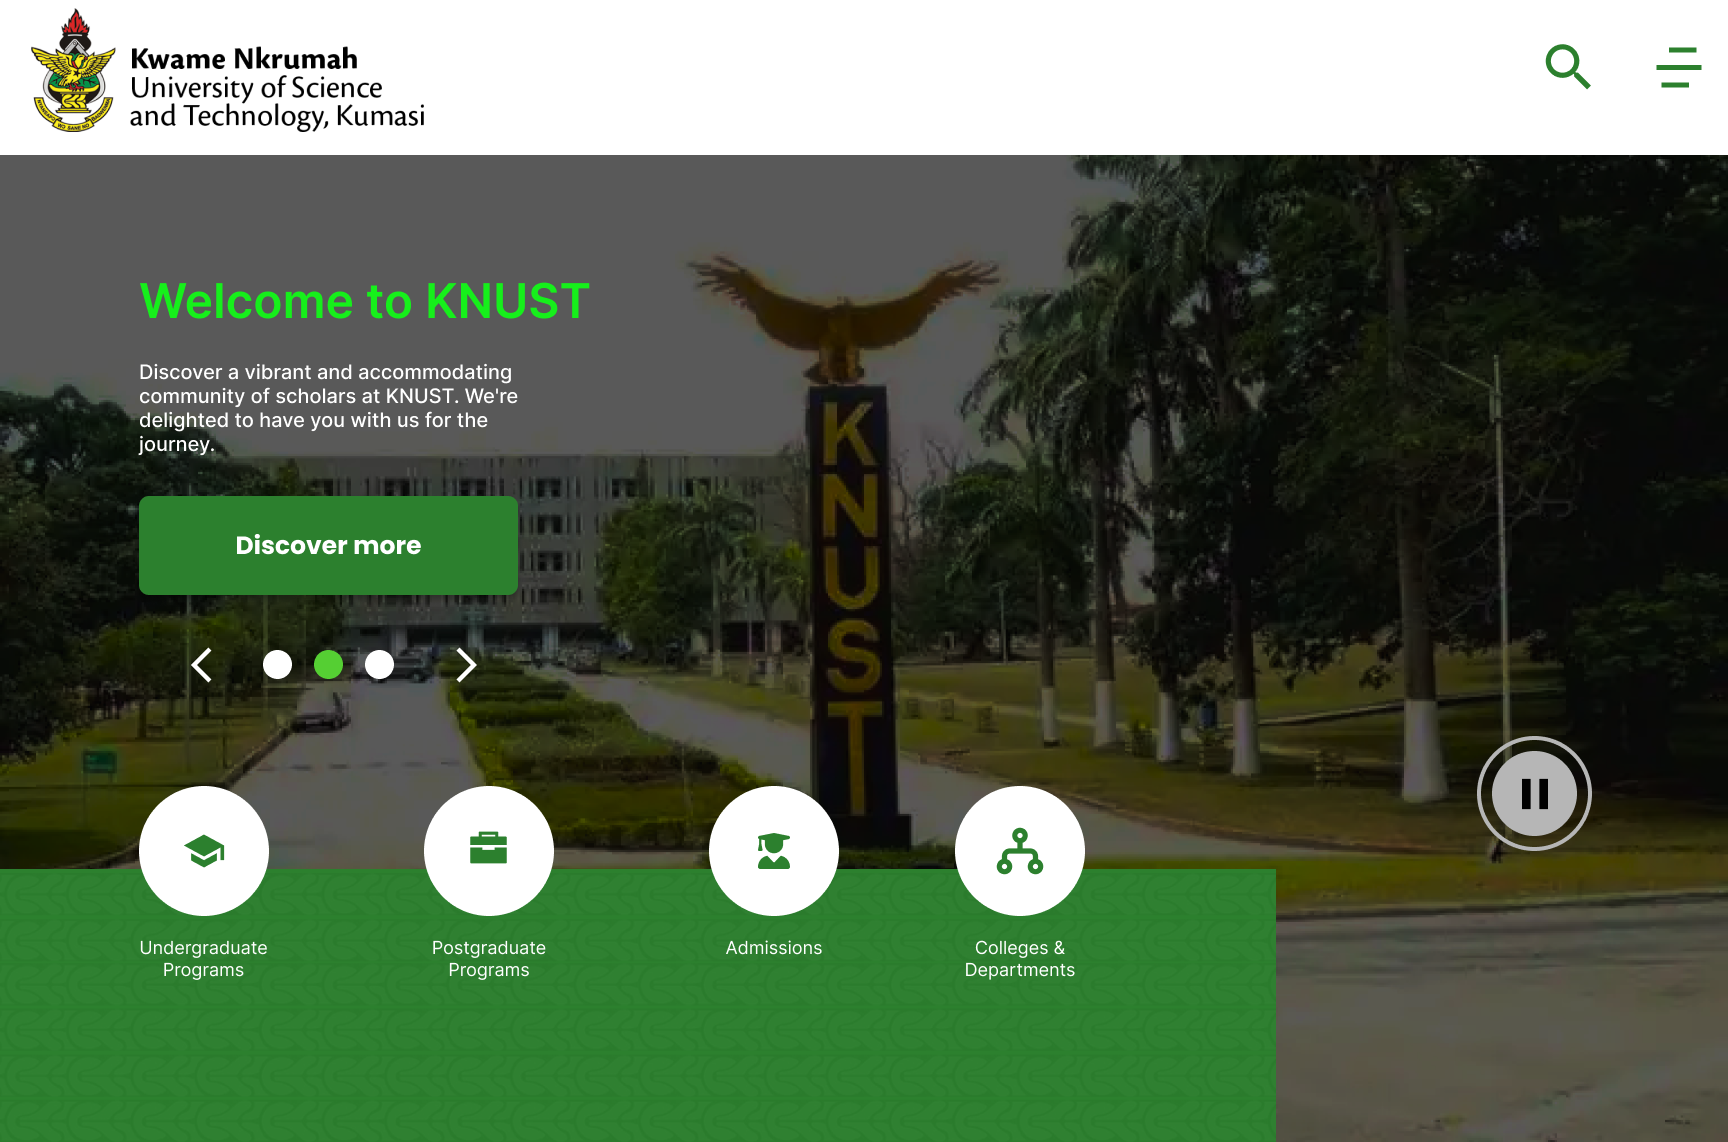 Kwame Nkrumah
University of Science
and Technology, Kumasi
Welcome to KNUST
Discover a vibrant and accommodating
community of scholars at KNUST. We're
delighted to have you with us for the
journey.
Discover more
KNUST
Undergraduate
Programs
Postgraduate
Programs
Admissions
Colleges &
Departments